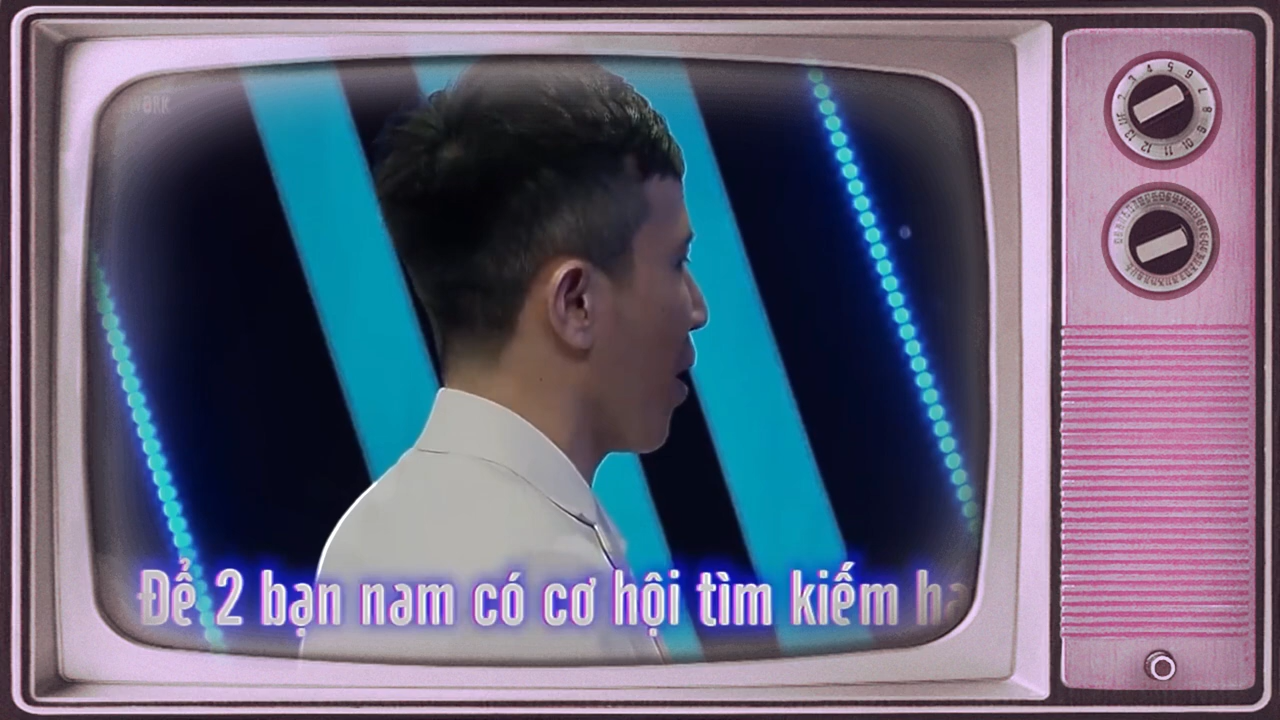 Để 2 bạn nam có cơ hội tìm kiếm